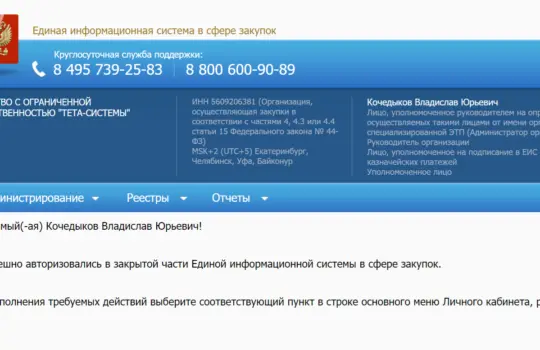 Единая информационная система в сфере закупок
Круглосуточная служба поддержки:
8 495 739-25-83 8 800 600-90-89
ТВО С ОГРАНИЧЕННОЙ
ТВЕННОСТЬЮ "ТЕТА-СИСТЕМЫ"
ИНН 5609206381 (Организация,
осуществляющая закупки в
соответствии с частями 4, 4.3 или 4.4
статьи 15 Федерального закона № 44-
ФЗ)
MSK+2 (UTC+5) Екатеринбург,
Челябинск, Уфа, Байконур
Кочедыков Владислав Юрьевич
Лицо, уполномоченное руководителем на опр
осуществляемых такими лицами от имени орг
специализированной ЭТП (Администратор ор
Руководитель организации
Лицо, уполномоченное на подписание в ЕИС
казначейских платежей
Уполномоченное лицо
министрирование Реестры Отчеты
мый(-ая) Кочедыков Владислав Юрьевич!
ешно авторизовались в закрытой части Единой информационной системы в сфере закупок.
полнения требуемых действий выберите соответствующий пункт в строке основного меню Личного кабинета, р